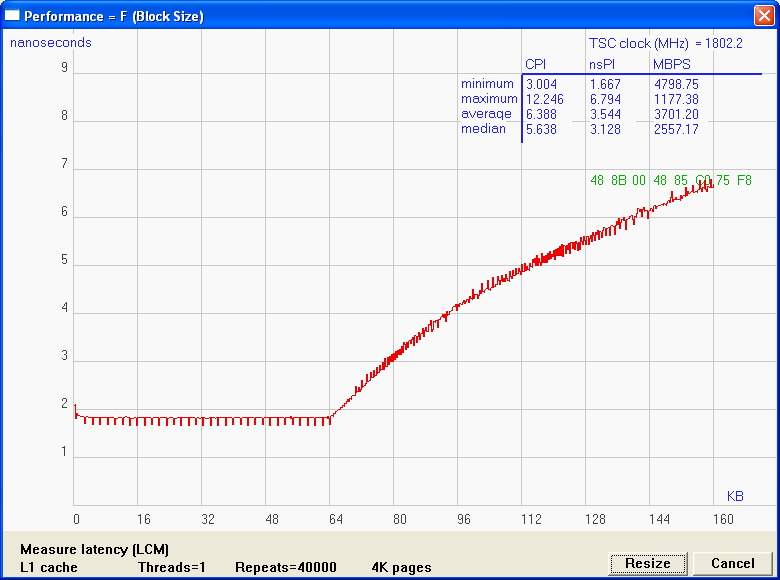 Performance = F (Block Size)
nanoseconds
TSC clock (MHz) = 1802.2
CPI nsPI MBPS
minimum 3.004 1.667 4798.75
maximum 12.246 6.794 1177.38
average 6.388 3.544 3701.20
median 5.638 3.128 2557.17
48 8B 00 48 85 C0 75 F8
9
8
7
6
5
4
3
2
1
KB
0 16 32 48 64 80 96 112 128 144 160
Measure latency (LCM)
L1 cache Threads=1 Repeats=40000 4K pages
Resize Cancel